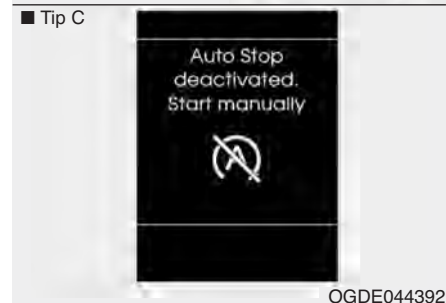 ■ Tip C
Auto Stop
deactivated.
Start manually
A
OGDE044392